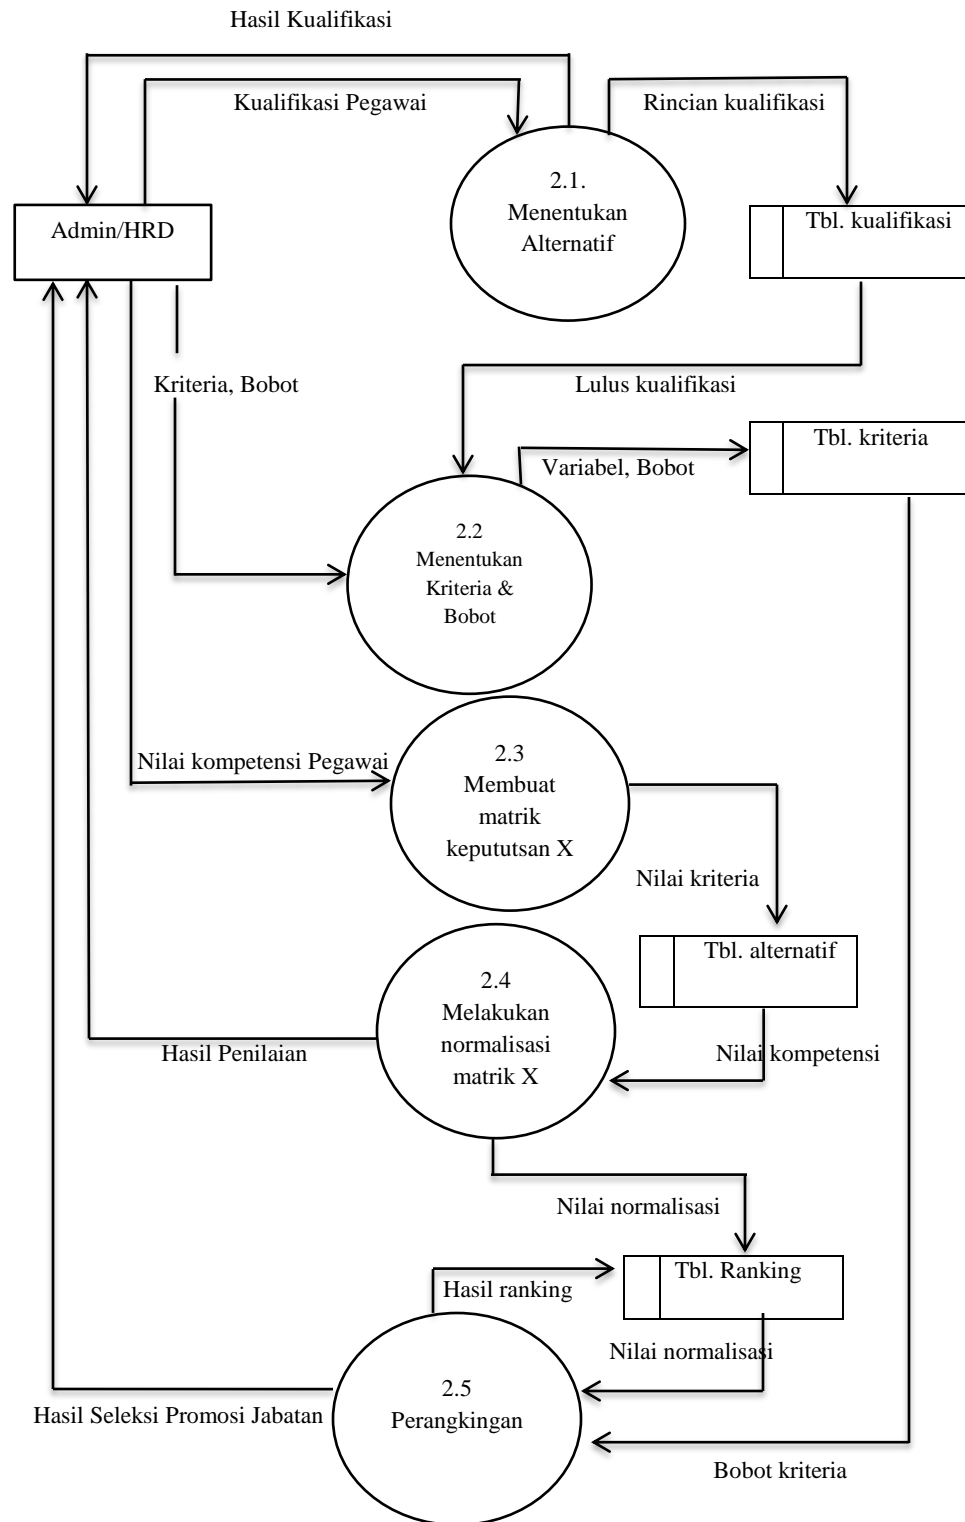 Hasil Kualifikasi
Kualifikasi Pegawai
Rincian kualifikasi
2.1.
Menentukan
Alternatif
Admin/HRD
Tbl. kualifikasi
Kriteria, Bobot
Lulus kualifikasi
Tbl. kriteria
Variabel, Bobot
2.2
Menentukan
Kriteria &
Bobot
Nilai kompetensi Pegawai
2.3
Membuat
matrik
kepututsan X
Nilai kriteria
Tbl. alternatif
2.4
Melakukan
normalisasi
matrik X
Hasil Penilaian
Nilai kompetensi
Nilai normalisasi
Tbl. Ranking
Hasil ranking
Nilai normalisasi
2.5
Perangkingan
Hasil Seleksi Promosi Jabatan
Bobot kriteria